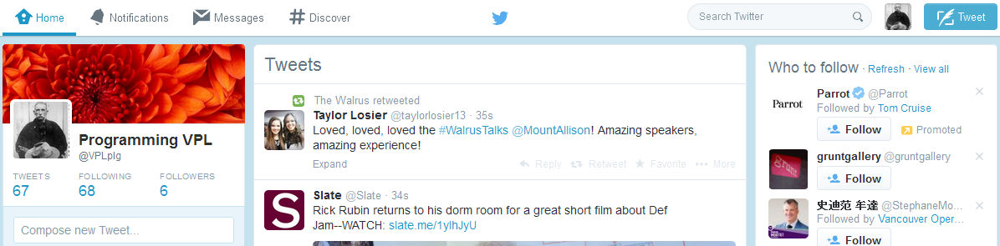 Home
Notifications
Messages
Discover
Search Twitter
Tweet
Programming VPL
@VPLplg
TWEETS FOLLOWING FOLLOWERS
67 68 6
Compose new Tweet...
Tweets
The Walrus retweeted
Taylor Losier @taylorlosier13 · 35s
Loved, loved, loved the #WalrusTalks @MountAllison! Amazing speakers,
amazing experience!
Expand Reply Retweet Favorite More
S
Slate @Slate · 34s
Rick Rubin returns to his dorm room for a great short film about Def
Jam--WATCH: slate.me/1ylhJyU
Who to follow · Refresh · View all
Parrot
Parrot @Parrot
Followed by Tom Cruise
Follow Promoted
grunt
gruntgallery @gruntgallery
Follow
史迪范 牟達 @StephaneMo...
Followed by Vancouver Oper...
Follow